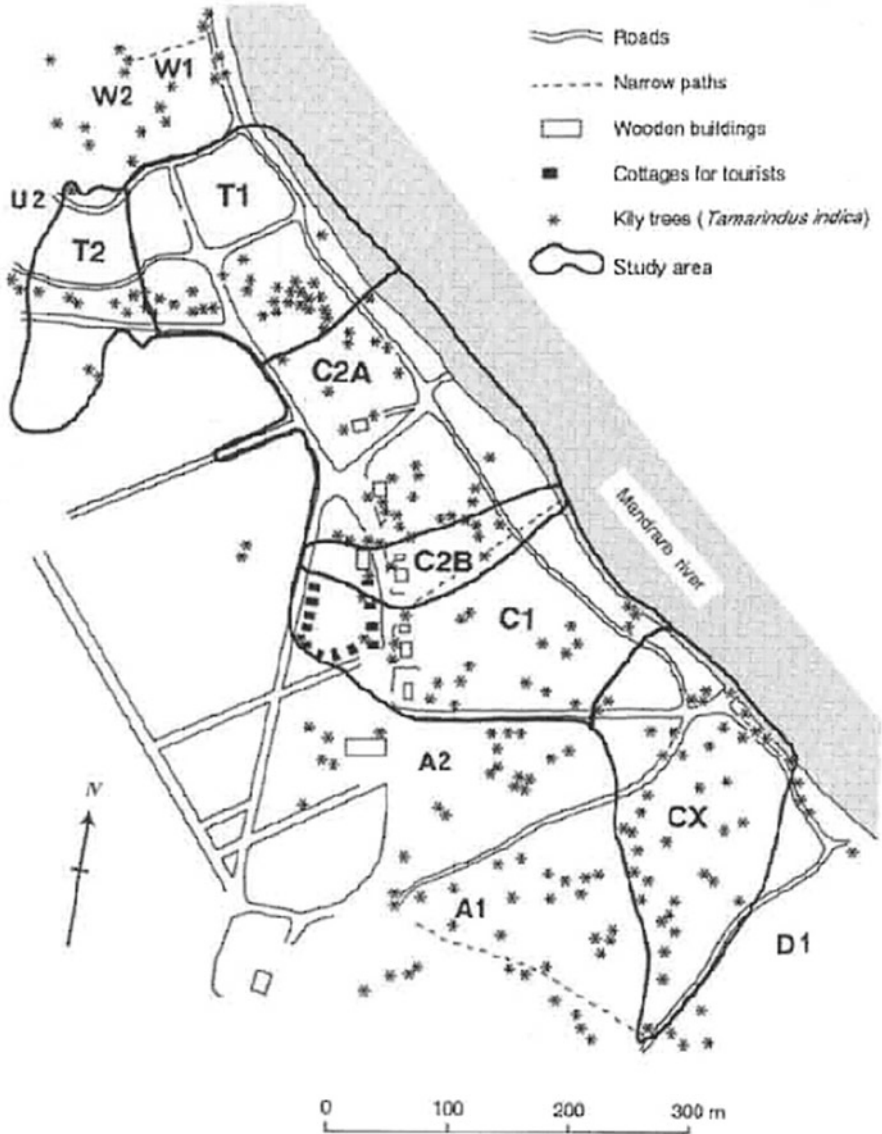 Roads
Narrow paths
Wooden buildings
Cottages for tourists
Kily trees (Tamarindus indica)
Study area
W1
W2
T1
U2
T2
C2A
Mandrare river
C2B
C1
A2
CX
N
A1
D1
0 100 200 300 m